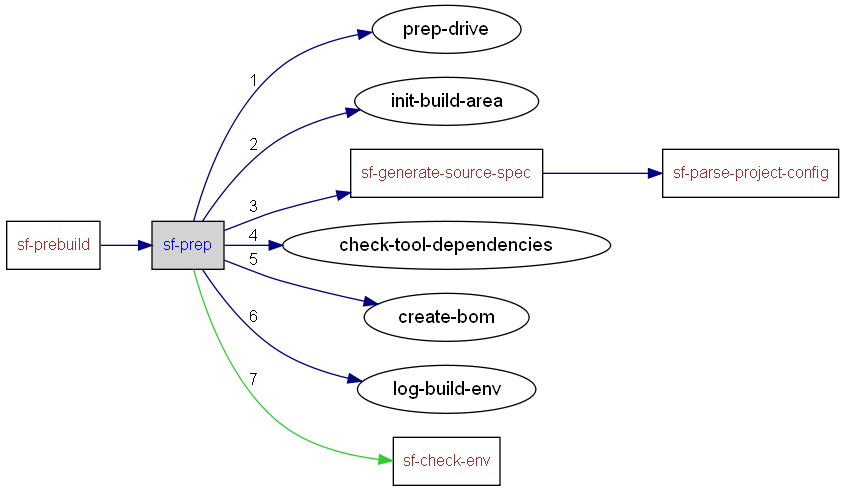 prep-drive
1
init-build-area
2
sf-generate-source-spec
sf-parse-project-config
3
sf-prebuild
sf-prep
4
check-tool-dependencies
5
create-bom
6
log-build-env
7
sf-check-env